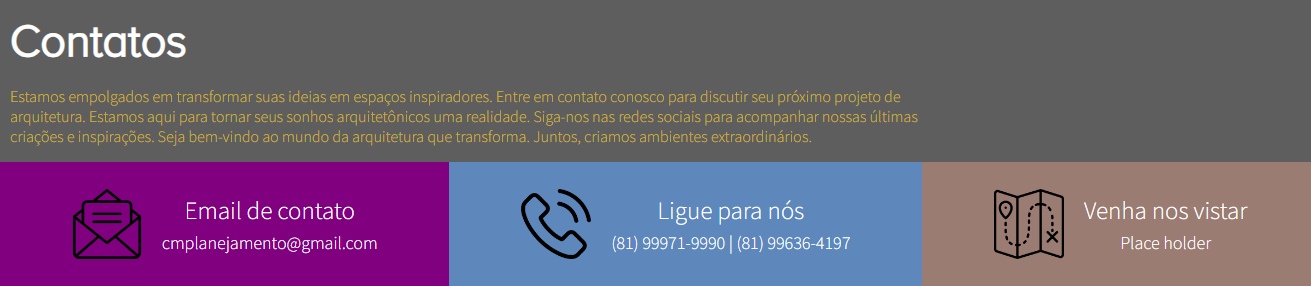 Contatos
Estamos empolgados em transformar suas ideias em espaços inspiradores. Entre em contato conosco para discutir seu próximo projeto de
arquitetura. Estamos aqui para tornar seus sonhos arquitetônicos uma realidade. Siga-nos nas redes sociais para acompanhar nossas últimas
criações e inspirações. Seja bem-vindo ao mundo da arquitetura que transforma. Juntos, criamos ambientes extraordinários.
Email de contato
cmplanejamento@gmail.com
Ligue para nós
(81) 99971-9990 | (81) 99636-4197
Venha nos vistar
Place holder